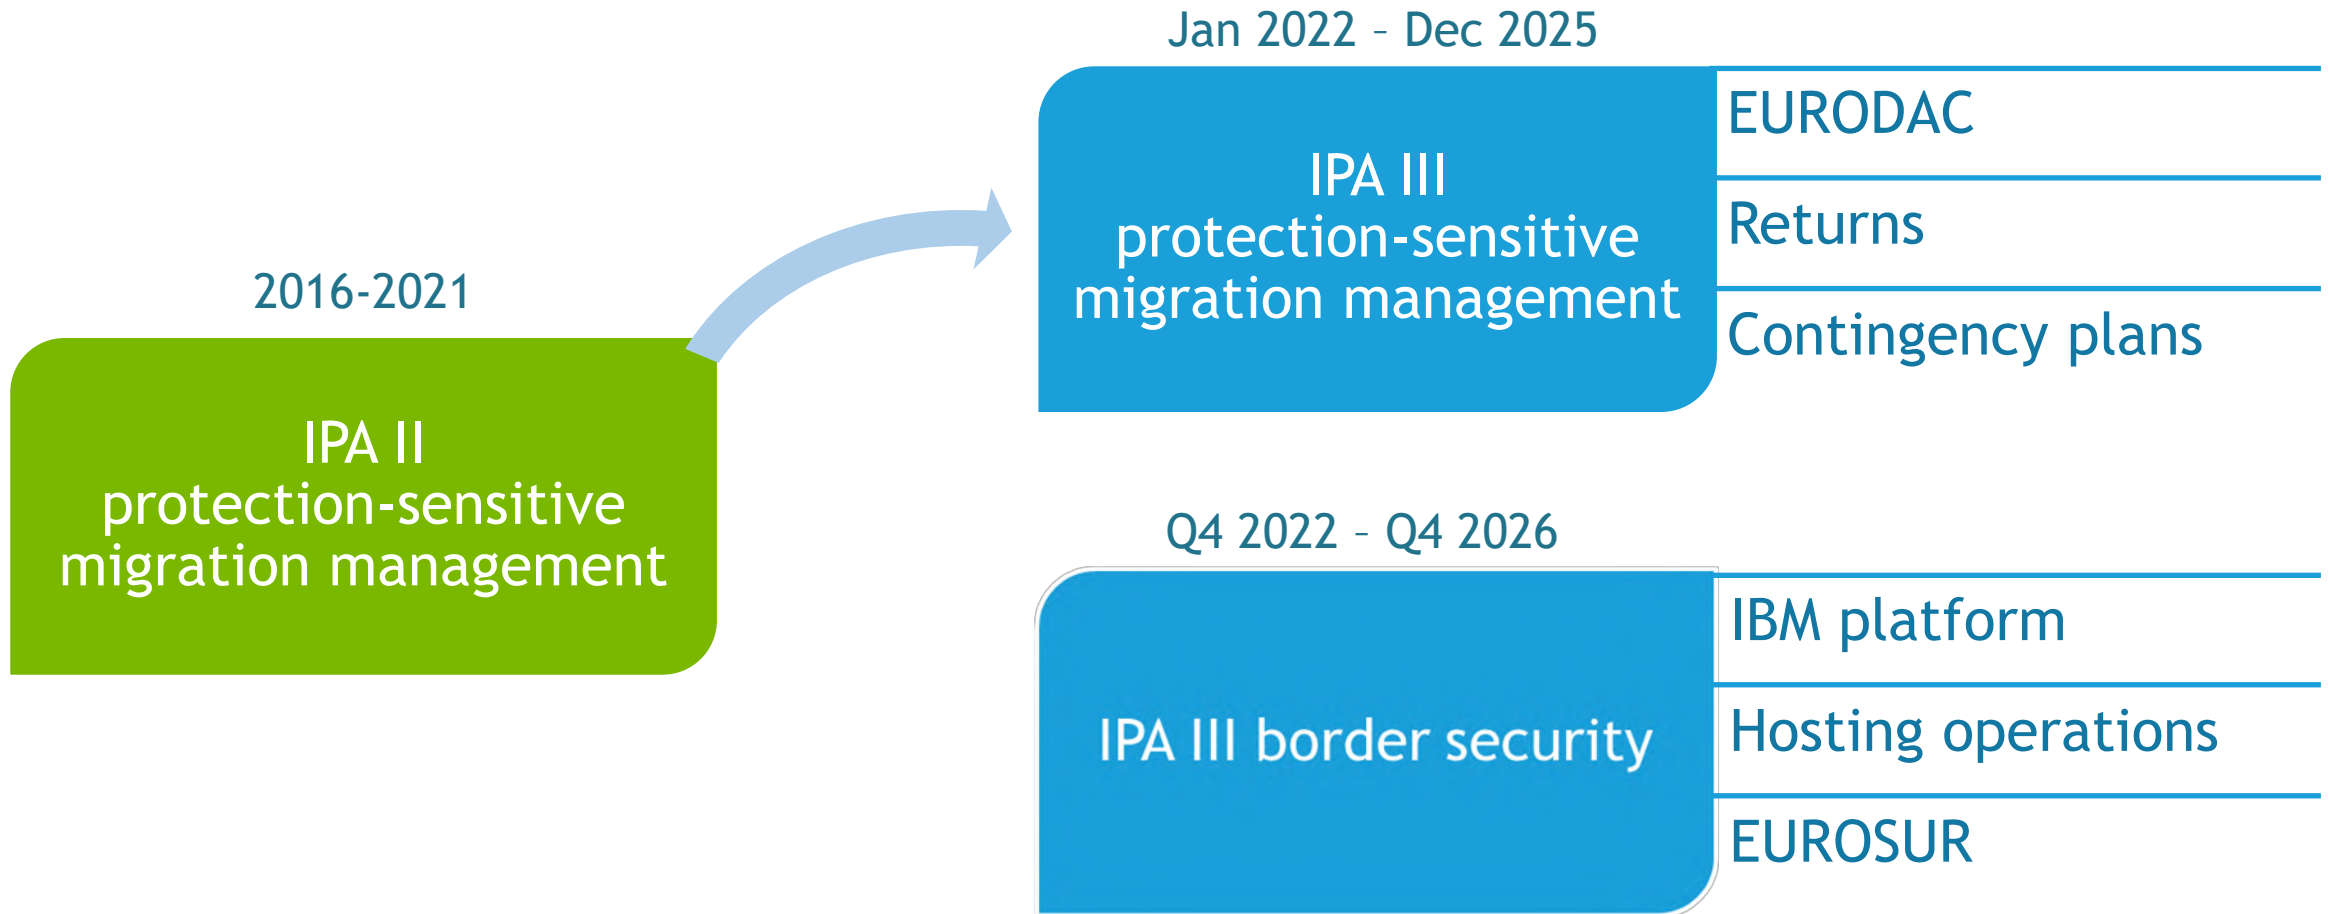 2016-2021
IPA II
protection-sensitive
migration management
Jan 2022 – Dec 2025
IPA III
protection-sensitive
migration management
EURODAC
Returns
Contingency plans
Q4 2022 – Q4 2026
IPA III border security
IBM platform
Hosting operations
EUROSUR